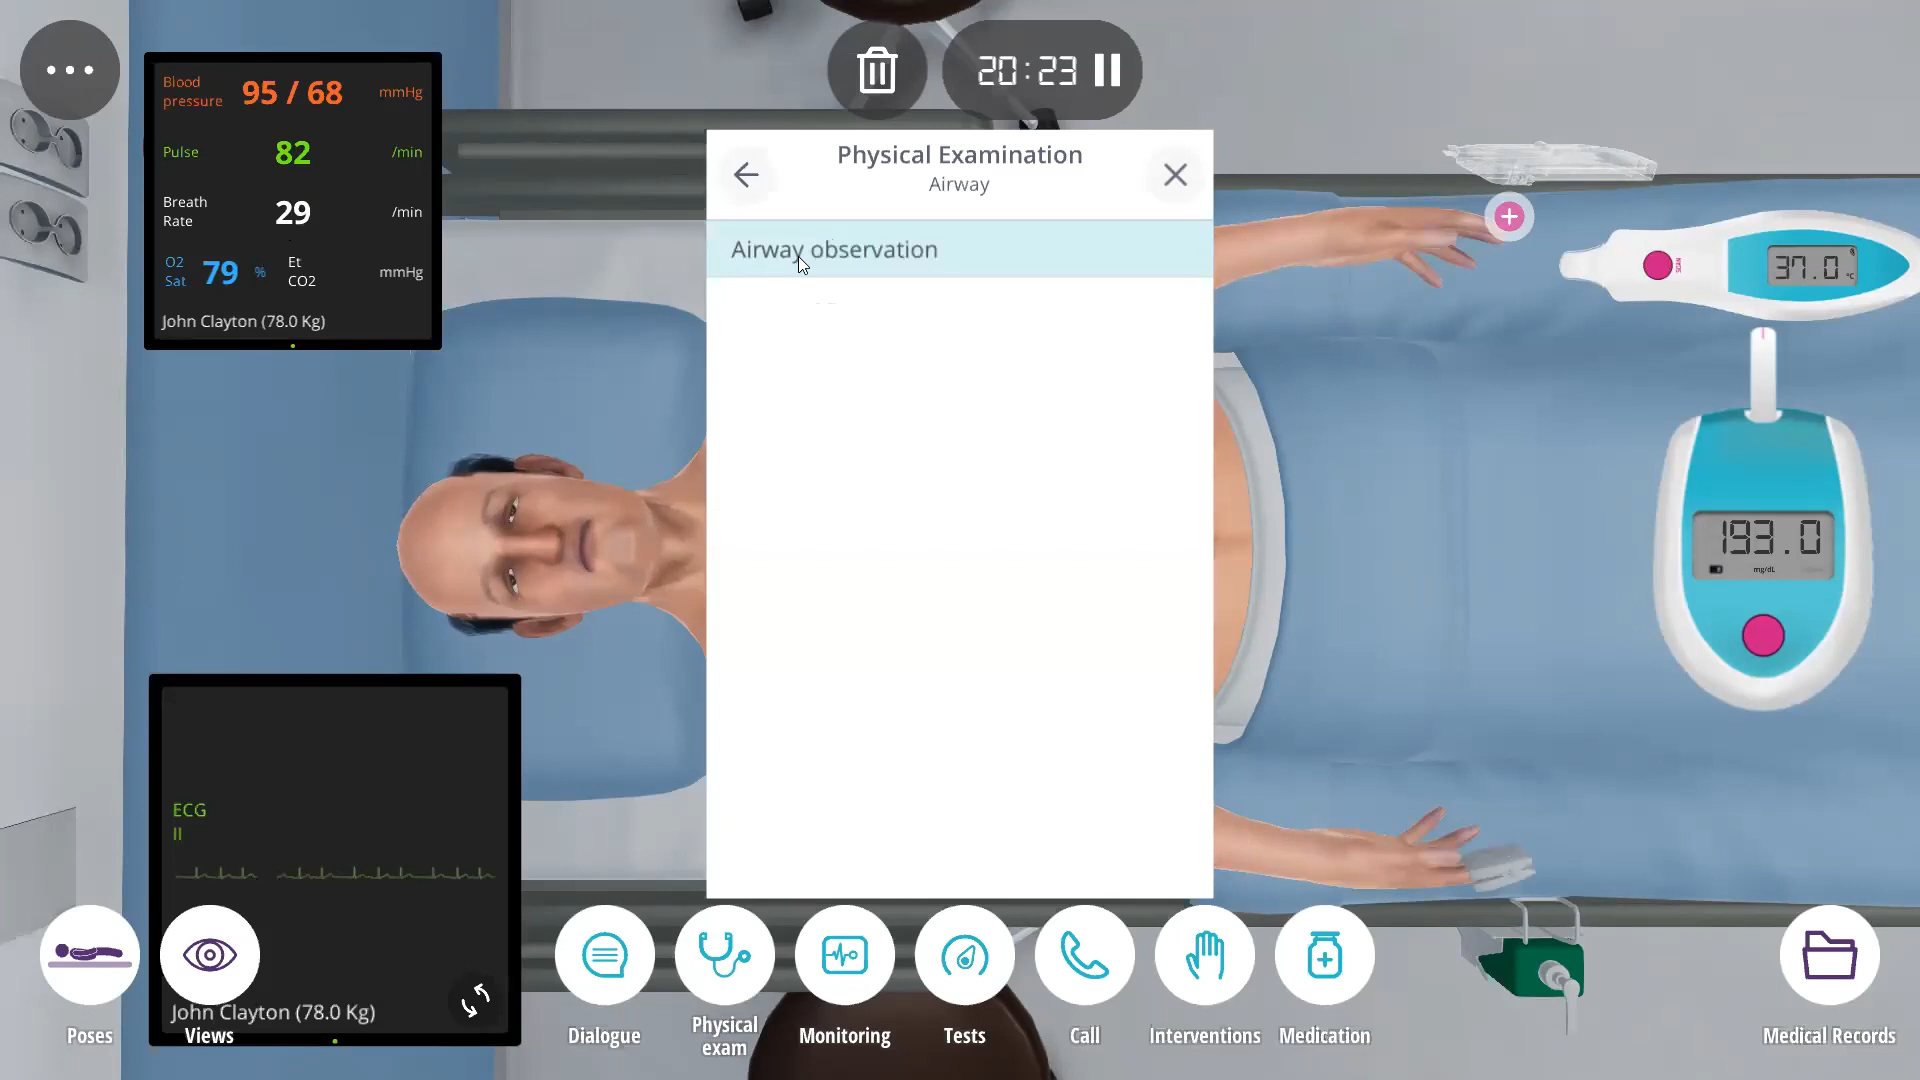 Blood
pressure
95 / 68
mmHg
Pulse
82
/min
Breath
Rate
29
/min
O2
Sat
79
%
Et
CO2
mmHg
John Clayton (78.0 Kg)
20:23
Physical Examination
Airway
Airway observation
SCAN
37.0
°C
193.0
mg/dL
ECG
II
John Clayton (78.0 Kg)
Poses
Views
Dialogue
Physical
exam
Monitoring
Tests
Call
Interventions
Medication
Medical Records